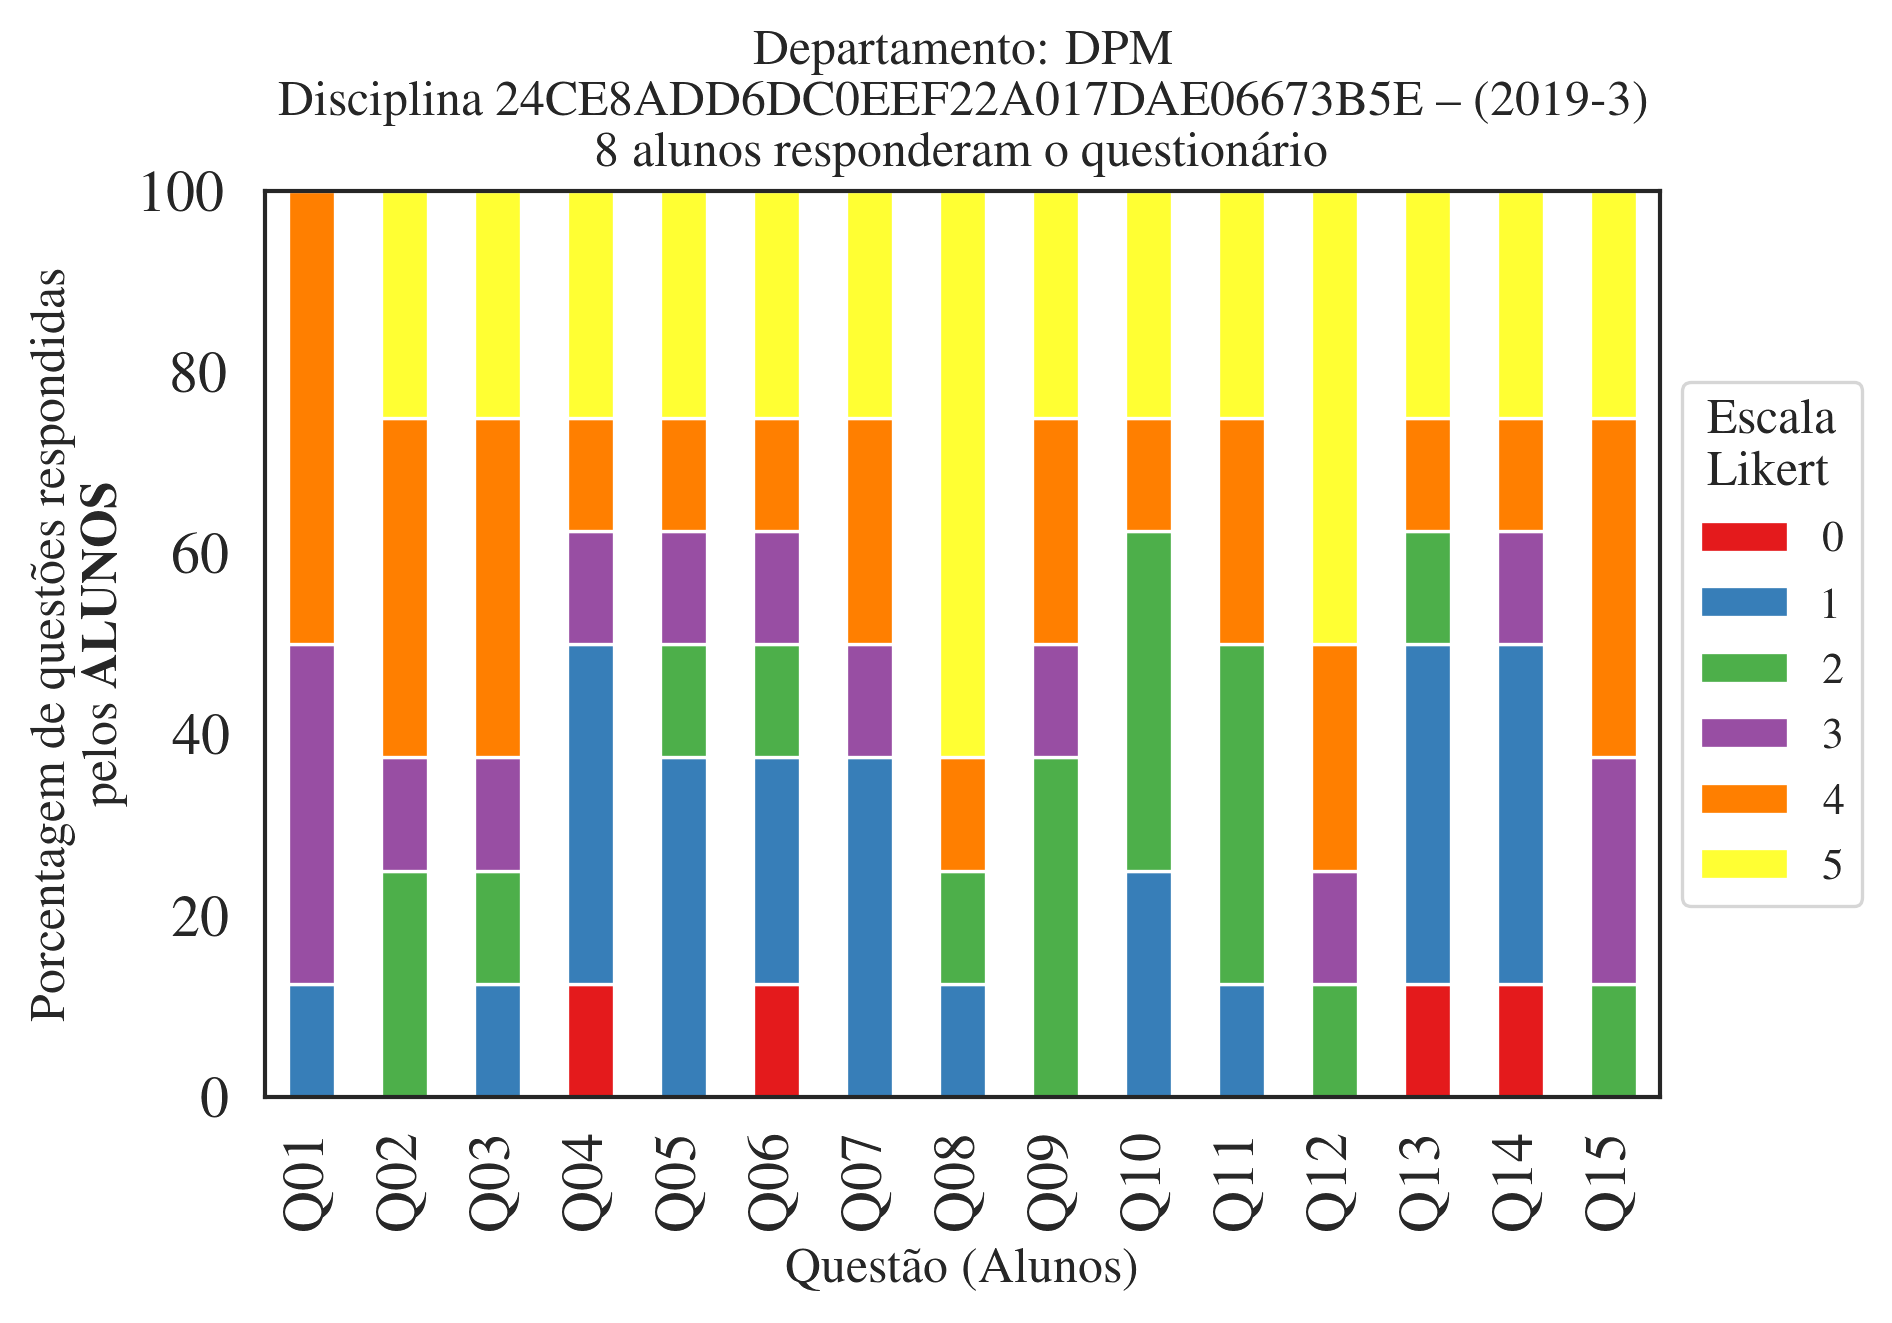 Departamento: DPM
Disciplina 24CE8ADD6DC0EEF22A017DAE06673B5E – (2019-3)
8 alunos responderam o questionário
Porcentagem de questões respondidas
pelos ALUNOS
100
80
60
40
20
0
Q01 Q02 Q03 Q04 Q05 Q06 Q07 Q08 Q09 Q10 Q11 Q12 Q13 Q14 Q15
Questão (Alunos)
Escala
Likert
0
1
2
3
4
5